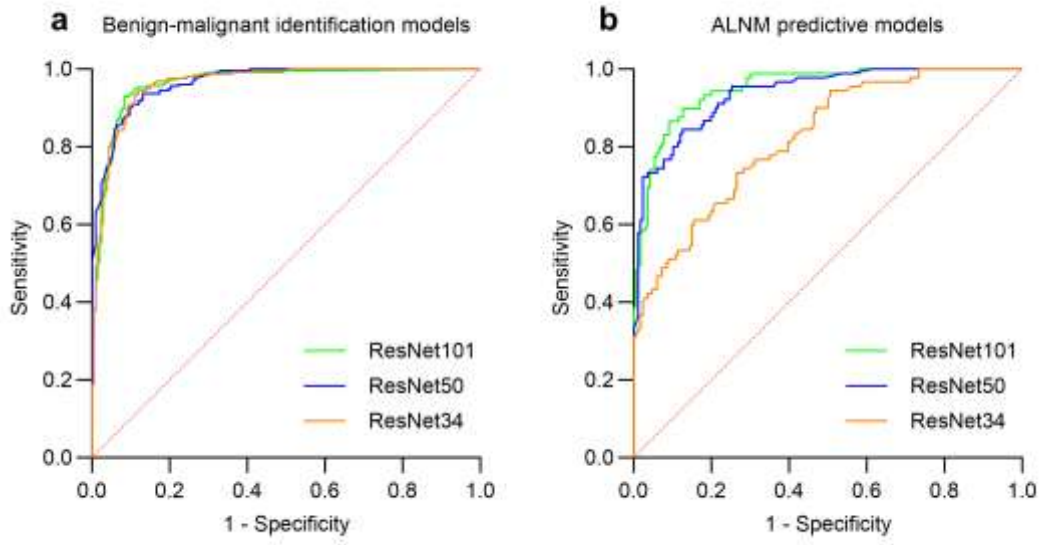 a Benign-malignant identification models
1.0
0.8
0.6
0.4
0.2
0.0
Sensitivity
ResNet101
ResNet50
ResNet34
0.0 0.2 0.4 0.6 0.8 1.0
1 - Specificity
b ALNM predictive models
1.0
0.8
0.6
0.4
0.2
0.0
Sensitivity
ResNet101
ResNet50
ResNet34
0.0 0.2 0.4 0.6 0.8 1.0
1 - Specificity